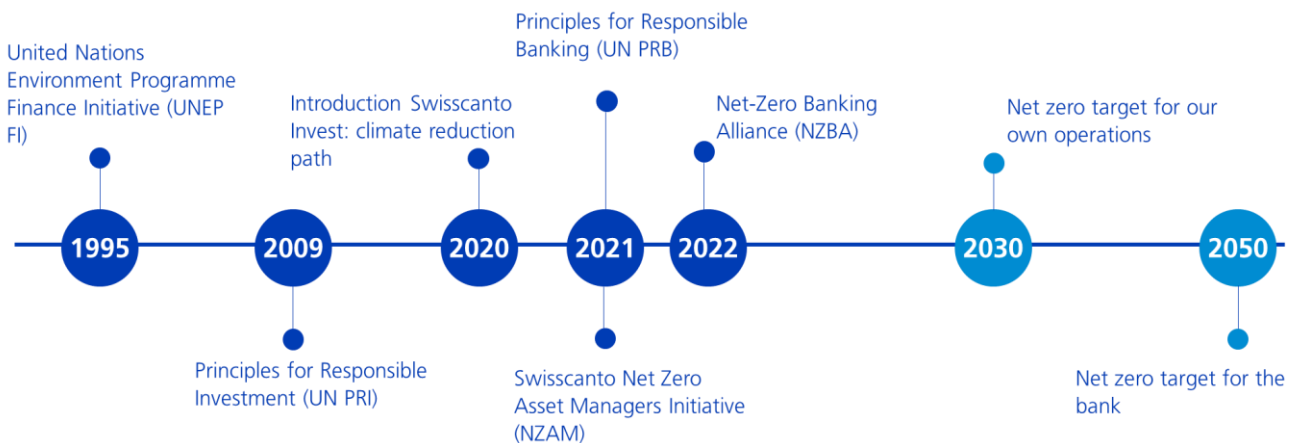 United Nations
Environment Programme
Finance Initiative (UNEP
FI)
Introduction Swisscanto
Invest: climate reduction
path
Principles for Responsible
Banking (UN PRB)
Net-Zero Banking
Alliance (NZBA)
Net zero target for our
own operations
1995
2009
2020
2021
2022
2030
2050
Principles for Responsible
Investment (UN PRI)
Swisscanto Net Zero
Asset Managers Initiative
(NZAM)
Net zero target for the
bank